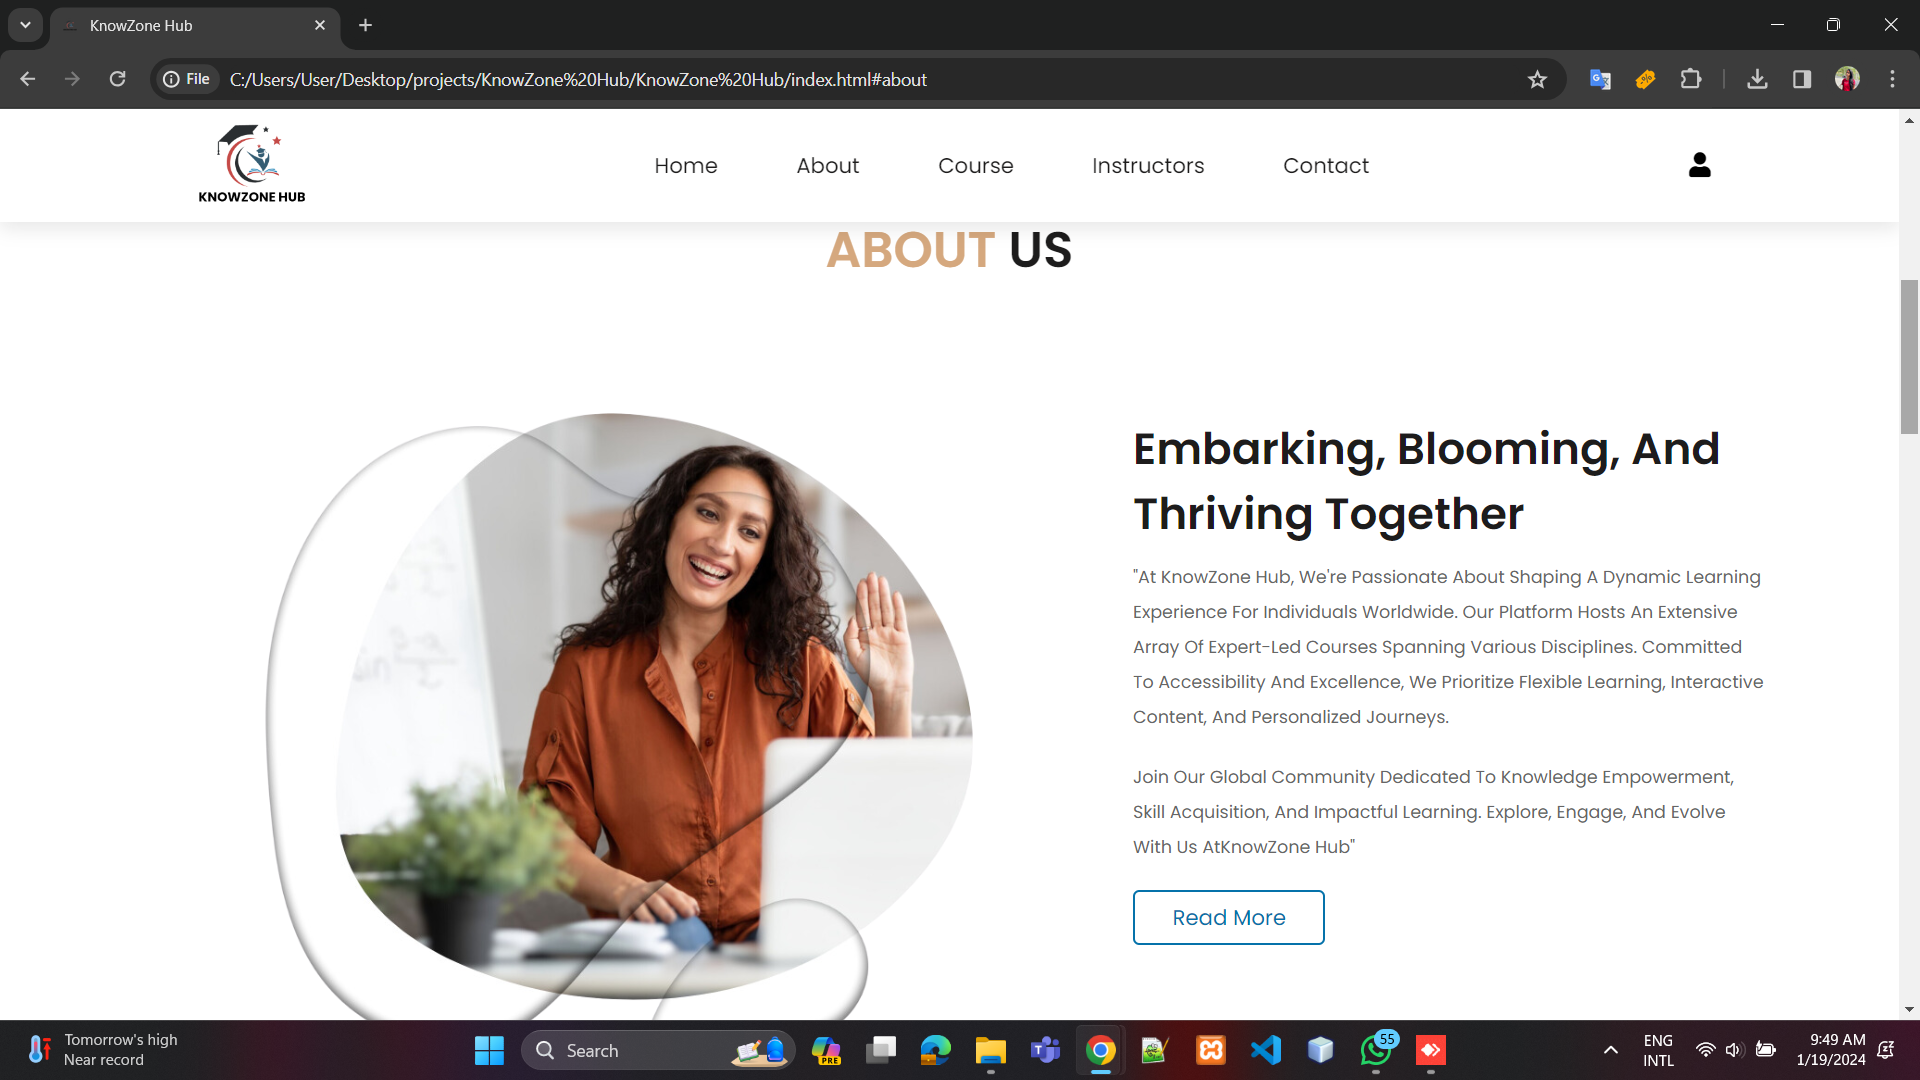 KnowZone Hub
File
C:/Users/User/Desktop/projects/KnowZone%20Hub/KnowZone%20Hub/index.html#about
KNOWZONE HUB
Home
About
Course
Instructors
Contact
ABOUT US
Embarking, Blooming, And
Thriving Together
"At KnowZone Hub, We're Passionate About Shaping A Dynamic Learning
Experience For Individuals Worldwide. Our Platform Hosts An Extensive
Array Of Expert-Led Courses Spanning Various Disciplines. Committed
To Accessibility And Excellence, We Prioritize Flexible Learning, Interactive
Content, And Personalized Journeys.
Join Our Global Community Dedicated To Knowledge Empowerment,
Skill Acquisition, And Impactful Learning. Explore, Engage, And Evolve
With Us AtKnowZone Hub"
Read More
Tomorrow's high
Near record
Search
PRE
55
ENG
INTL
9:49 AM
1/19/2024